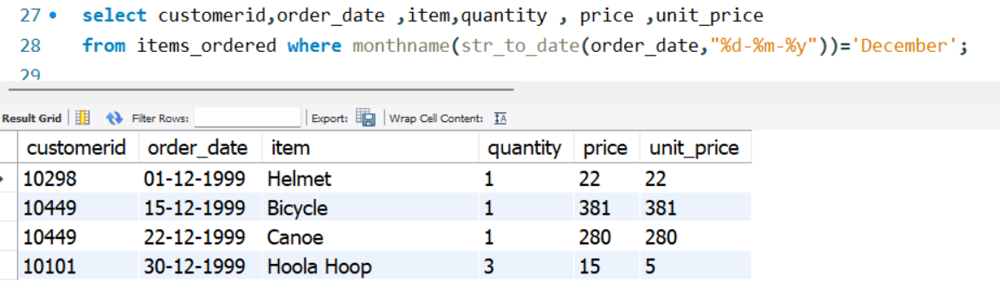 27 select customerid,order_date ,item,quantity , price ,unit_price
28 from items_ordered where monthname(str_to_date(order_date,"%d-%m-%y"))='December';
29
Result Grid Filter Rows: Export: Wrap Cell Content: IA
customerid order_date item quantity price unit_price
10298 01-12-1999 Helmet 1 22 22
10449 15-12-1999 Bicycle 1 381 381
10449 22-12-1999 Canoe 1 280 280
10101 30-12-1999 Hoola Hoop 3 15 5